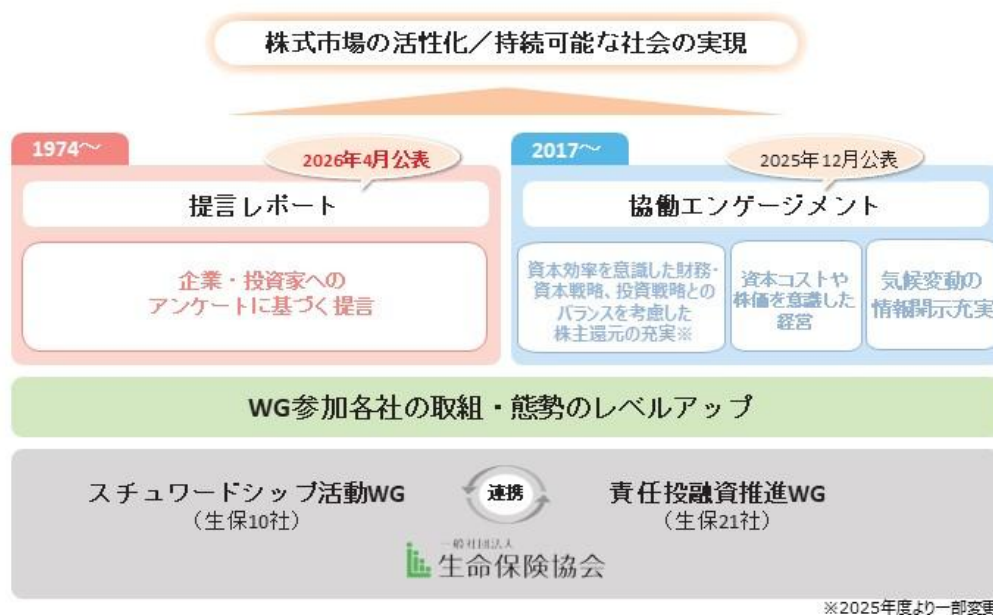 株式市場の活性化／持続可能な社会の実現
1974～
2026年4月公表
提言レポート
企業・投資家への
アンケートに基づく提言
2017～
2025年12月公表
協働エンゲージメント
資本効率を意識した財務・
資本戦略、投資戦略との
バランスを考慮した
株主還元の充実※
資本コストや
株価を意識した
経営
気候変動の
情報開示充実
WG参加各社の取組・態勢のレベルアップ
スチュワードシップ活動WG
（生保10社）
連携
責任投融資推進WG
（生保21社）
一般社団法人
生命保険協会
※2025年度より一部変更